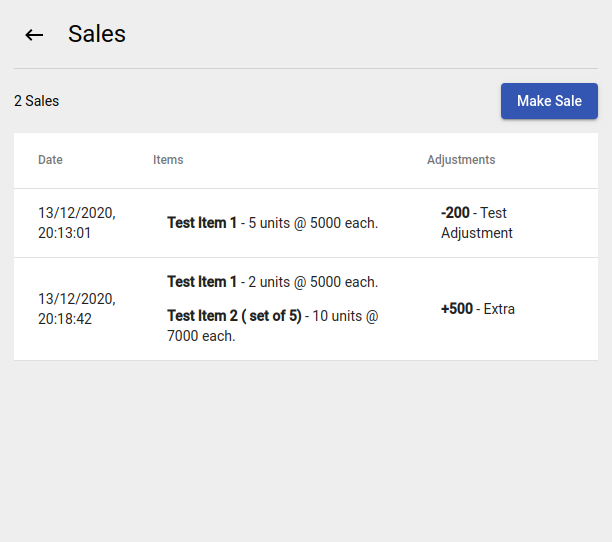 Sales
2 Sales
Make Sale
Date Items Adjustments
13/12/2020,
20:13:01
Test Item 1 - 5 units @ 5000 each.
-200 - Test
Adjustment
13/12/2020,
20:18:42
Test Item 1 - 2 units @ 5000 each.
Test Item 2 ( set of 5) - 10 units @
7000 each.
+500 - Extra